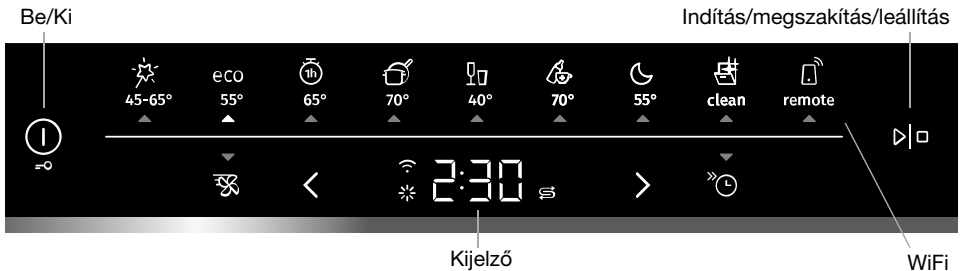 Be/Ki
Indítás/megszakítás/leállítás
eco
1h
45-65° 55° 65° 70° 40° 70° 55° clean remote
2:30
Kijelző
WiFi